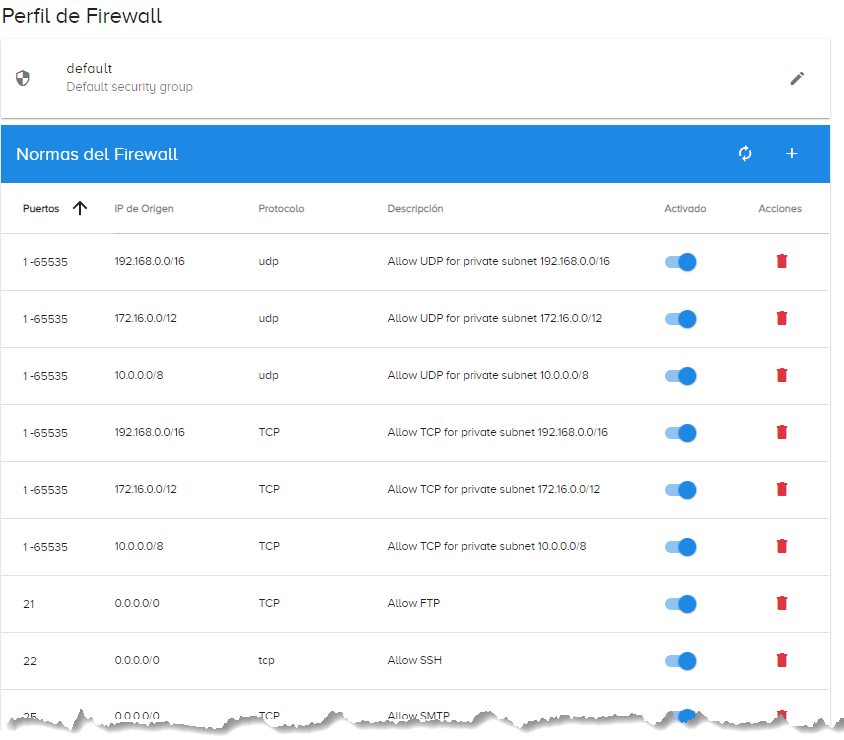 Perfil de Firewall
default
Default security group
Normas del Firewall
Puertos IP de Origen Protocolo Descripción Activado Acciones
1 -65535 192.168.0.0/16 udp Allow UDP for private subnet 192.168.0.0/16
1 -65535 172.16.0.0/12 udp Allow UDP for private subnet 172.16.0.0/12
1 -65535 10.0.0.0/8 udp Allow UDP for private subnet 10.0.0.0/8
1 -65535 192.168.0.0/16 TCP Allow TCP for private subnet 192.168.0.0/16
1 -65535 172.16.0.0/12 TCP Allow TCP for private subnet 172.16.0.0/12
1 -65535 10.0.0.0/8 TCP Allow TCP for private subnet 10.0.0.0/8
21 0.0.0.0/0 TCP Allow FTP
22 0.0.0.0/0 tcp Allow SSH
25 0.0.0.0/0 TCP Allow SMTP